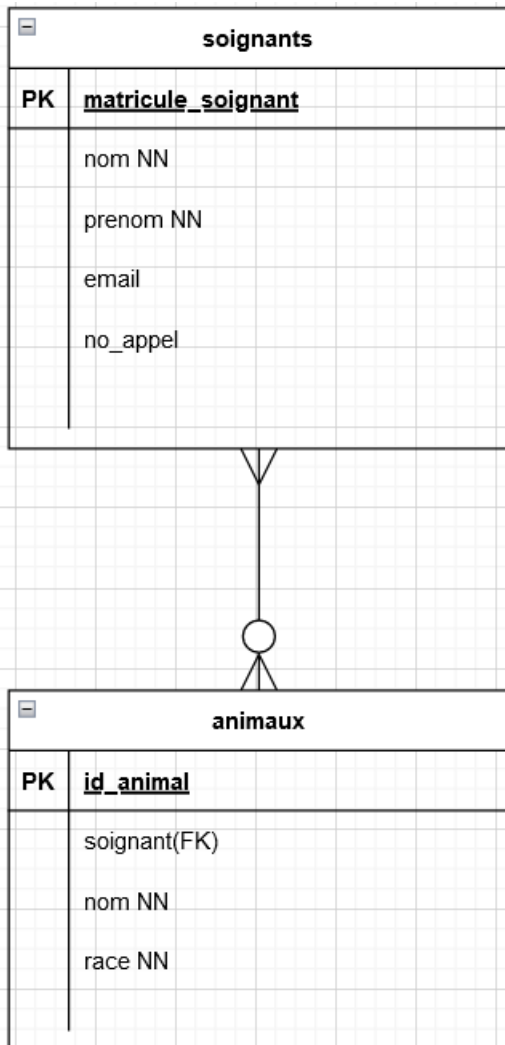 soignants
PK matricule_soignant
nom NN
prenom NN
email
no_appel
animaux
PK id_animal
soignant(FK)
nom NN
race NN